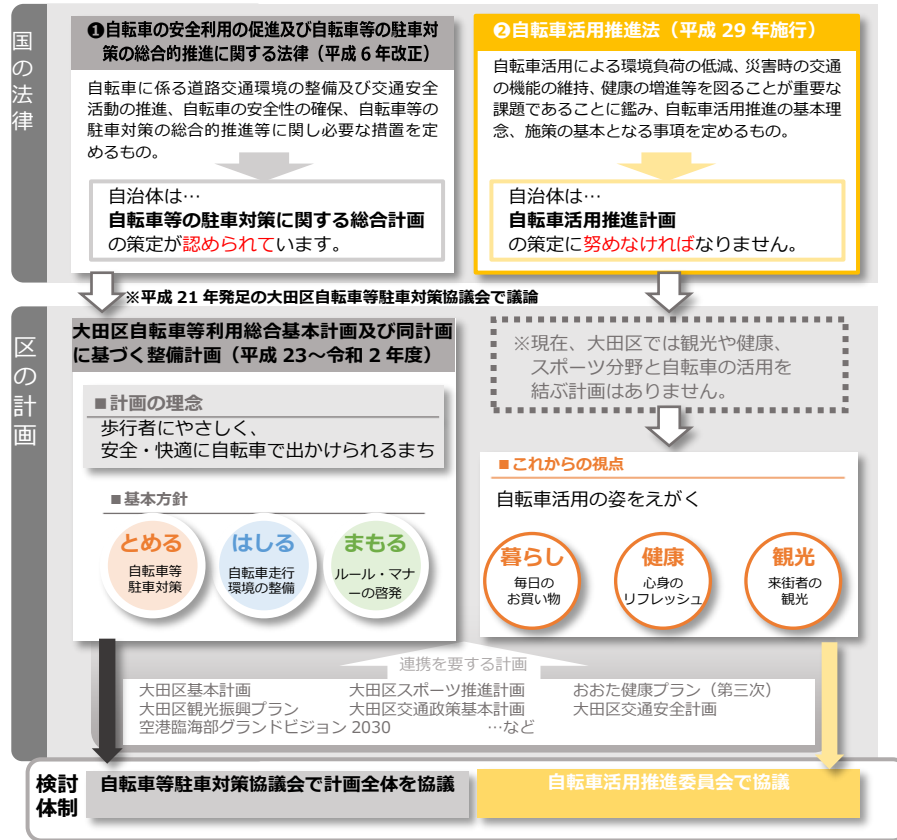 国の法律
❶自転車の安全利用の促進及び自転車等の駐車対
策の総合的推進に関する法律（平成 6 年改正）
自転車に係る道路交通環境の整備及び交通安全
活動の推進、自転車の安全性の確保、自転車等の
駐車対策の総合的推進等に関し必要な措置を定
めるもの。
自治体は…
自転車等の駐車対策に関する総合計画
の策定が認められています。
❷自転車活用推進法（平成 29 年施行）
自転車活用による環境負荷の低減、災害時の交通
の機能の維持、健康の増進等を図ることが重要な
課題であることに鑑み、自転車活用推進の基本理
念、施策の基本となる事項を定めるもの。
自治体は…
自転車活用推進計画
の策定に努めなければなりません。
※平成 21 年発足の大田区自転車等駐車対策協議会で議論
区の計画
大田区自転車等利用総合基本計画及び同計画
に基づく整備計画（平成 23～令和 2 年度）
■計画の理念
歩行者にやさしく、
安全・快適に自転車で出かけられるまち
■基本方針
とめる
自転車等
駐車対策
はしる
自転車走行
環境の整備
まもる
ルール・マナ
ーの啓発
※現在、大田区では観光や健康、
スポーツ分野と自転車の活用を
結ぶ計画はありません。
■これからの視点
自転車活用の姿をえがく
暮らし
毎日の
お買い物
健康
心身の
リフレッシュ
観光
来街者の
観光
連携を要する計画
大田区基本計画 大田区スポーツ推進計画 おおた健康プラン（第三次）
大田区観光振興プラン 大田区交通政策基本計画 大田区交通安全計画
空港臨海部グランドビジョン 2030 …など
検討
体制
自転車等駐車対策協議会で計画全体を協議
自転車活用推進委員会で協議